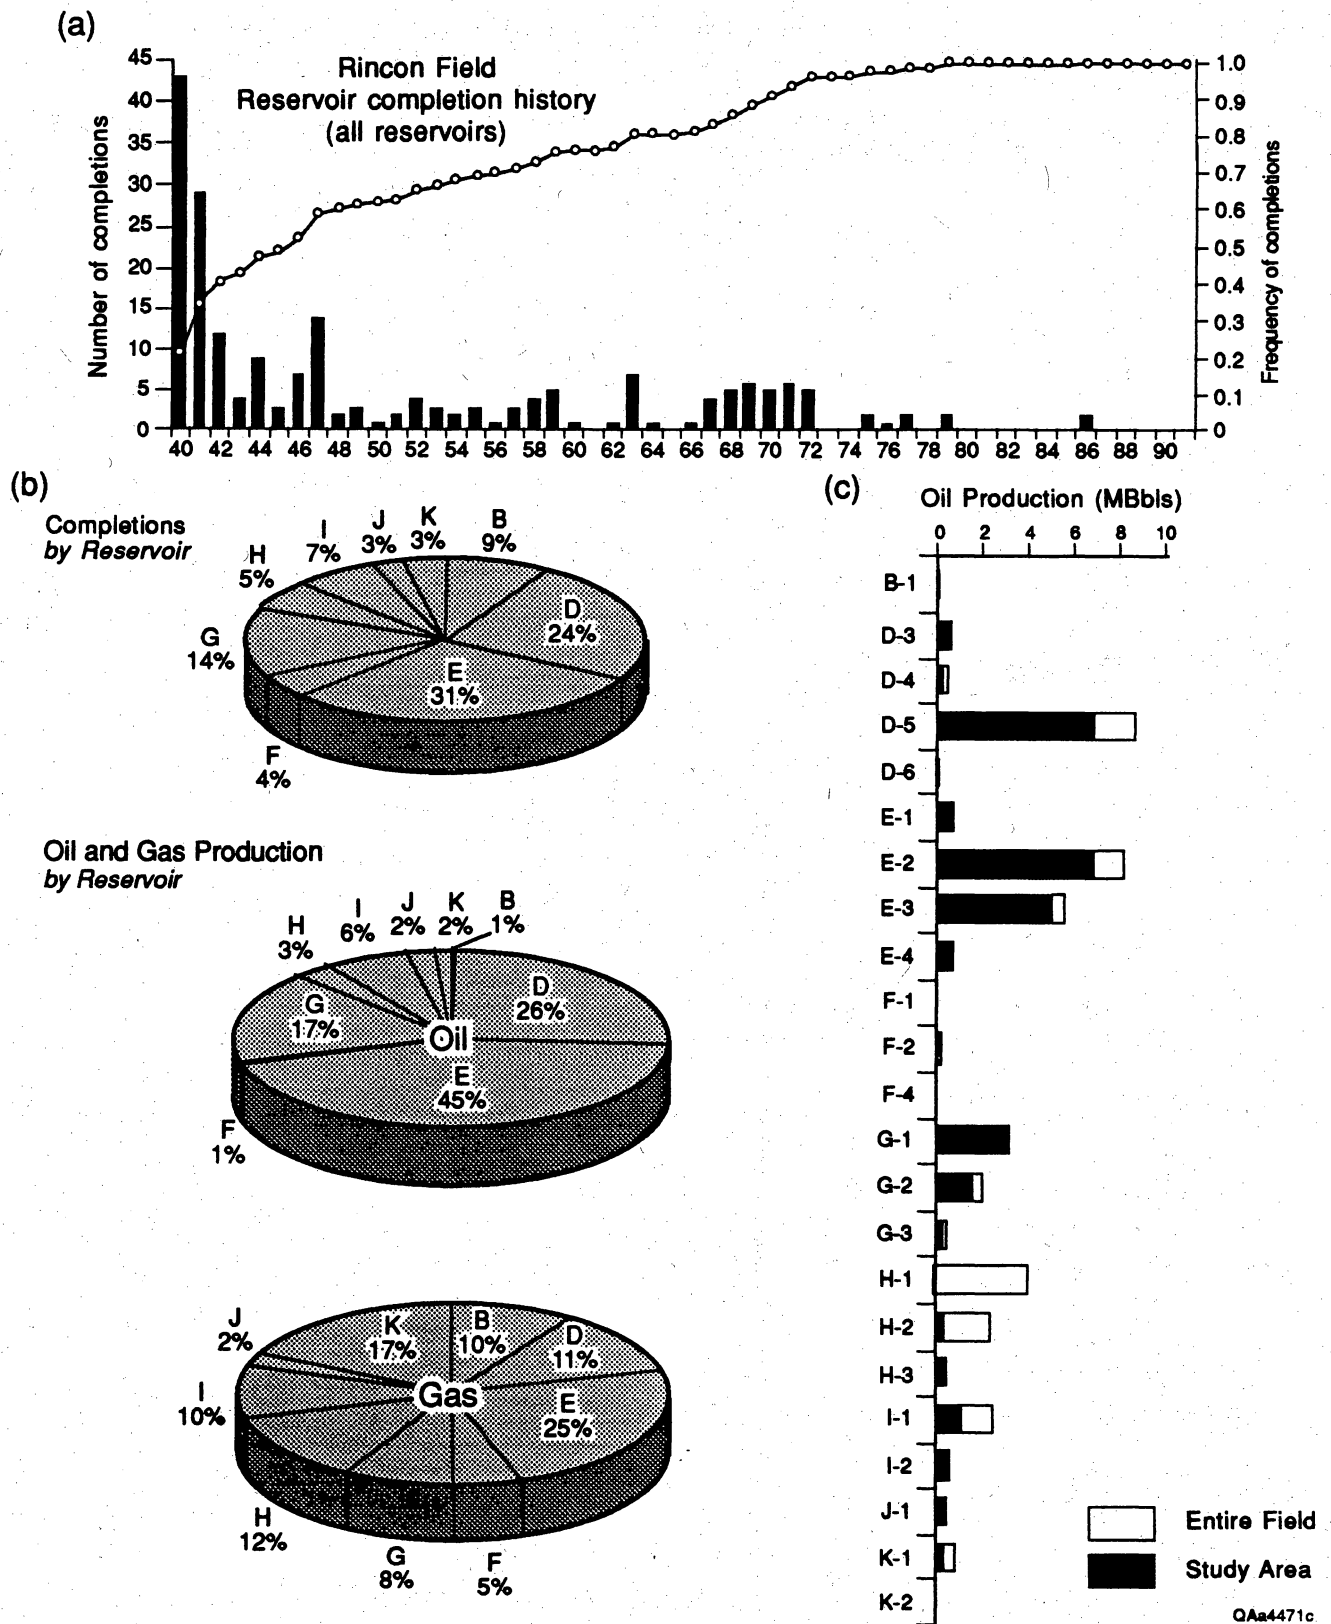 (a)
Rincon Field
Reservoir completion history
(all reservoirs)
Number of completions
45
40
35
30
25
20
15
10
5
0
Frequency of completions
1.0
0.9
0.8
0.7
0.6
0.5
0.4
0.3
0.2
0.1
0
40 42 44 46 48 50 52 54 56 58 60 62 64 66 68 70 72 74 76 78 80 82 84 86 88 90
(b)
Completions
by Reservoir
H
5%
I
7%
J
3%
K
3%
B
9%
D
24%
E
31%
G
14%
F
4%
Oil and Gas Production
by Reservoir
H
3%
I
6%
J
2%
K
2%
B
1%
D
26%
G
17%
Oil
E
45%
F
1%
J
2%
K
17%
B
10%
D
11%
Gas
I
10%
E
25%
H
12%
G
8%
F
5%
(c)
Oil Production (MBbls)
0 2 4 6 8 10
B-1
D-3
D-4
D-5
D-6
E-1
E-2
E-3
E-4
F-1
F-2
F-4
G-1
G-2
G-3
H-1
H-2
H-3
I-1
I-2
J-1
K-1
K-2
Entire Field
Study Area
QAa4471c